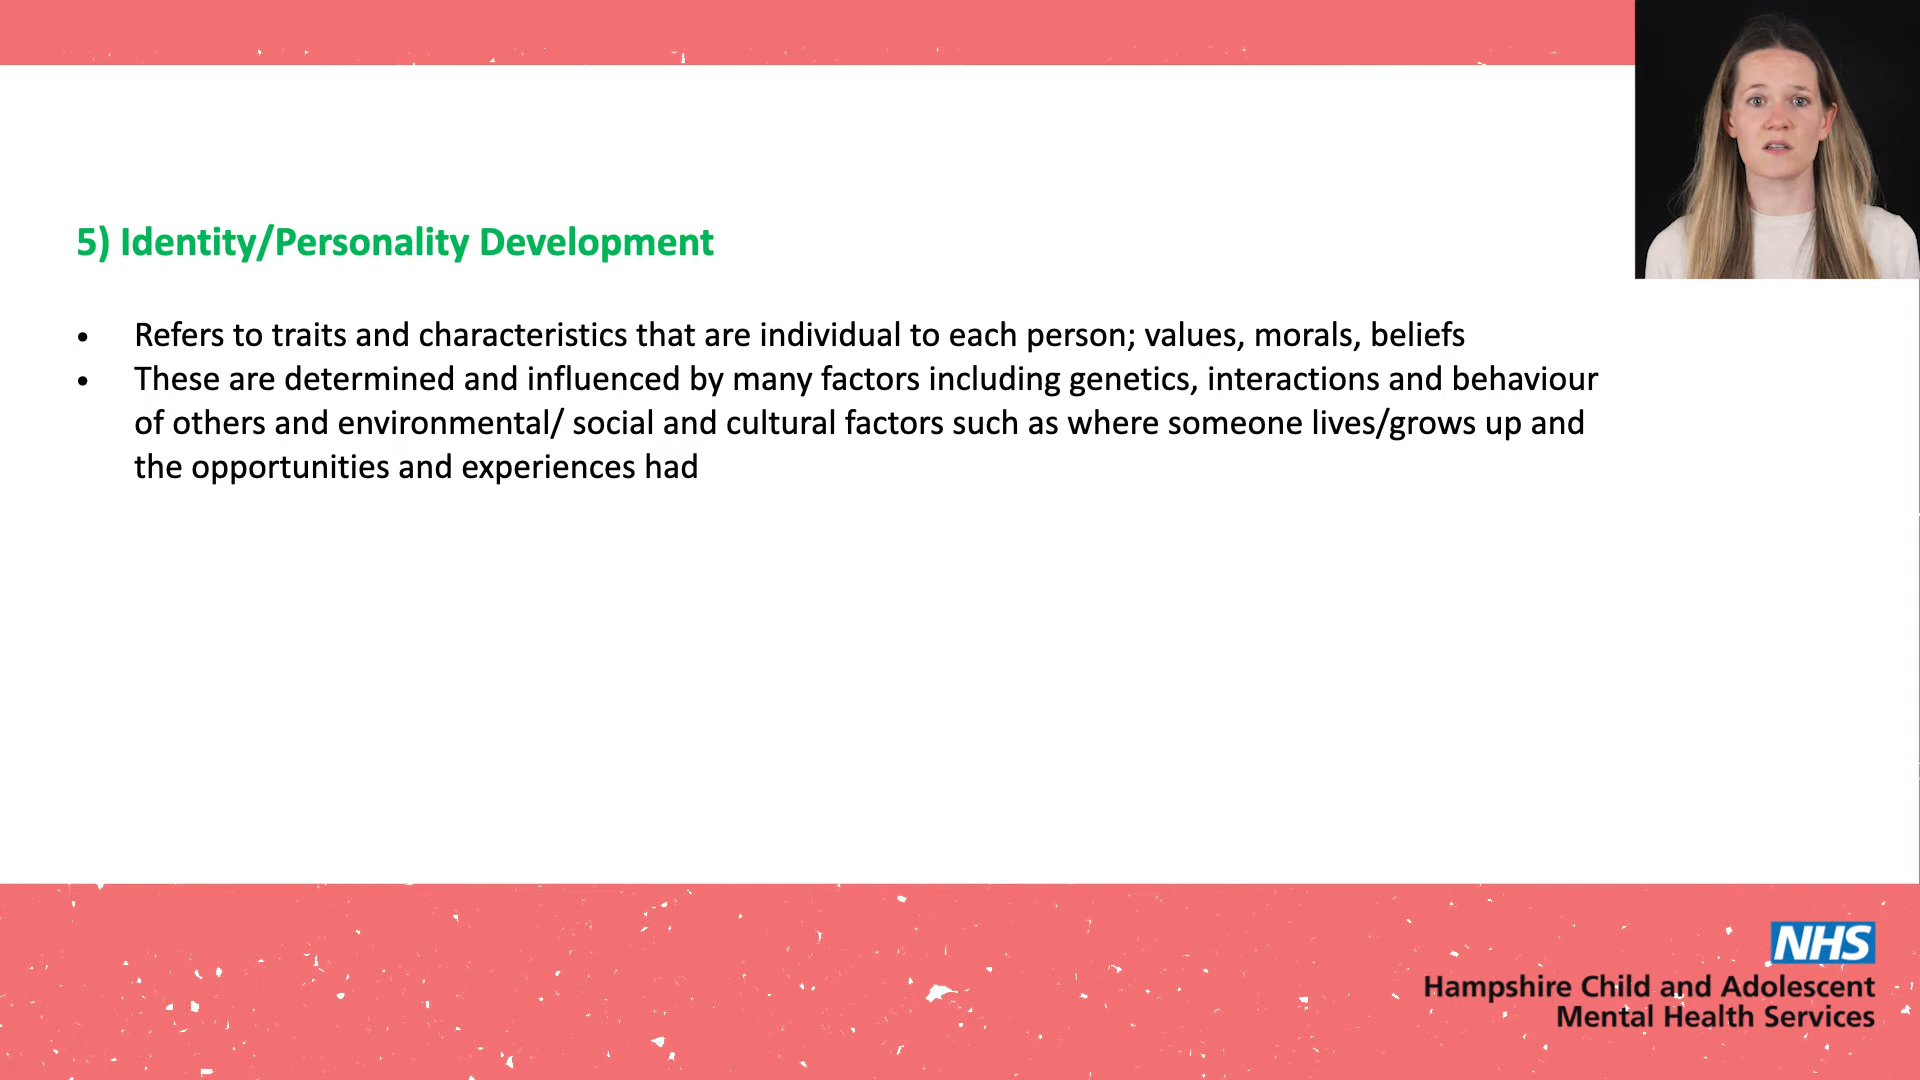 5) Identity/Personality Development
• Refers to traits and characteristics that are individual to each person; values, morals, beliefs
• These are determined and influenced by many factors including genetics, interactions and behaviour
of others and environmental/ social and cultural factors such as where someone lives/grows up and
the opportunities and experiences had
NHS
Hampshire Child and Adolescent
Mental Health Services